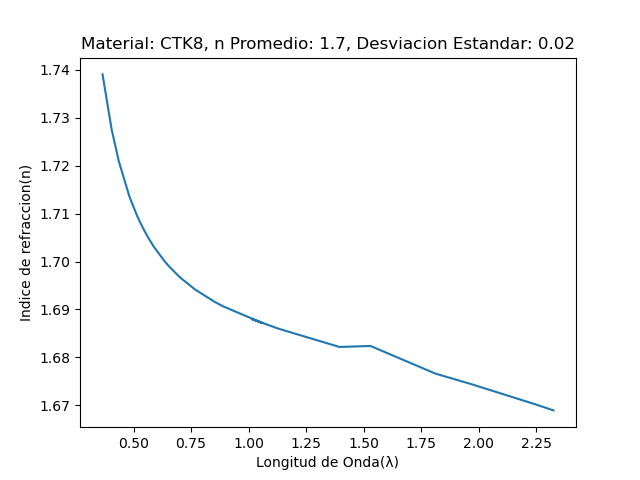 Material: CTK8, n Promedio: 1.7, Desviacion Estandar: 0.02
1.74
1.73
1.72
1.71
1.70
1.69
1.68
1.67
Indice de refraccion(n)
0.50 0.75 1.00 1.25 1.50 1.75 2.00 2.25
Longitud de Onda(λ)